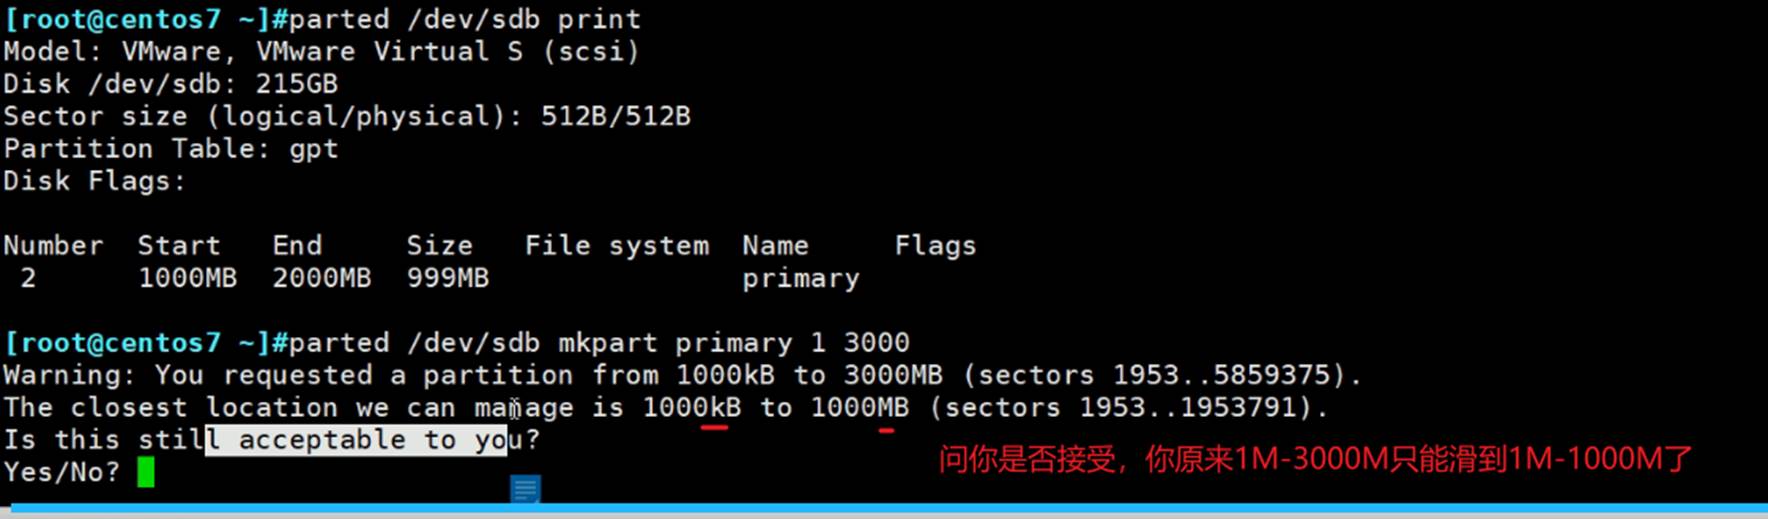 [root@centos7 ~]#parted /dev/sdb print
Model: VMware, VMware Virtual S (scsi)
Disk /dev/sdb: 215GB
Sector size (logical/physical): 512B/512B
Partition Table: gpt
Disk Flags:
Number  Start   End     Size    File system  Name     Flags
 2      1000MB  2000MB  999MB                primary
[root@centos7 ~]#parted /dev/sdb mkpart primary 1 3000
Warning: You requested a partition from 1000kB to 3000MB (sectors 1953..5859375).
The closest location we can manage is 1000kB to 1000MB (sectors 1953..1953791).
Is this still acceptable to you?
Yes/No?
问你是否接受，你原来1M-3000M只能滑到1M-1000M了